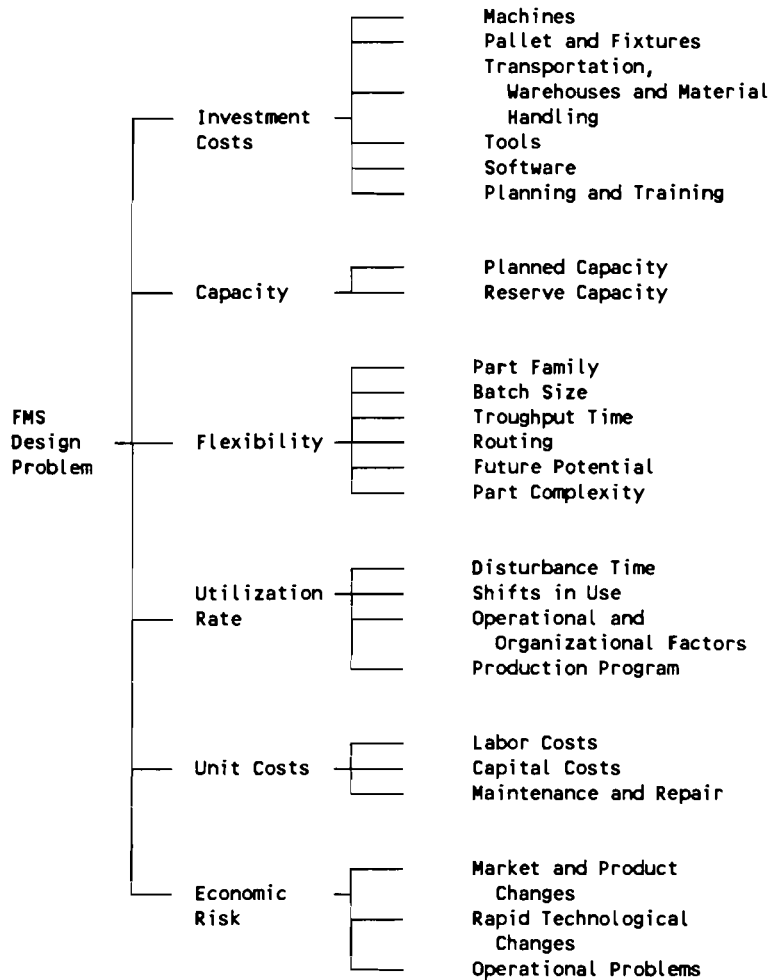 Machines
Pallet and Fixtures
Transportation,
Warehouses and Material
Handling
Investment
Costs
Tools
Software
Planning and Training
Planned Capacity
Capacity
Reserve Capacity
Part Family
Batch Size
FMS
Design
Problem
Troughput Time
Flexibility
Routing
Future Potential
Part Complexity
Disturbance Time
Utilization
Rate
Shifts in Use
Operational and
Organizational Factors
Production Program
Labor Costs
Unit Costs
Capital Costs
Maintenance and Repair
Market and Product
Changes
Economic
Risk
Rapid Technological
Changes
Operational Problems